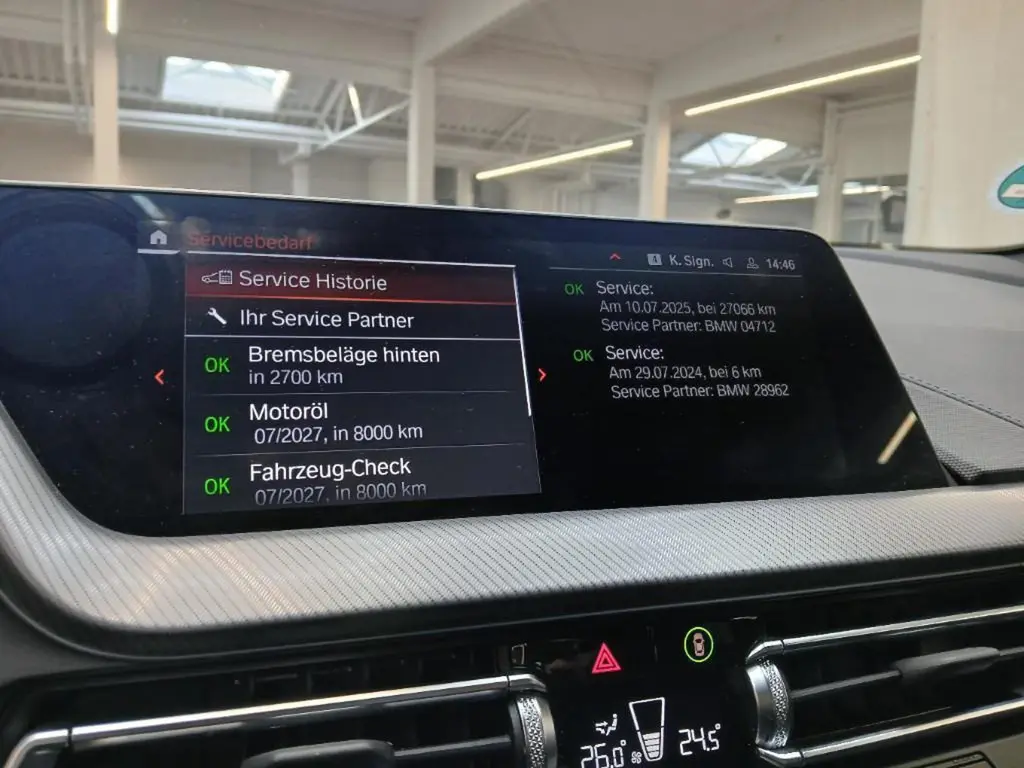 Servicebedarf
Service Historie
Ihr Service Partner
OK Bremsbeläge hinten
in 2700 km
OK Motoröl
07/2027, in 8000 km
OK Fahrzeug-Check
07/2027, in 8000 km
K. Sign. 14:46
OK Service:
Am 10.07.2025, bei 27066 km
Service Partner: BMW 04712
OK Service:
Am 29.07.2024, bei 6 km
Service Partner: BMW 28962
26.0° 24.5°